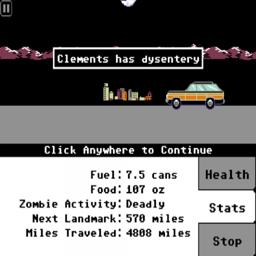 Clements has dysentery
Click Anywhere to Continue
Fuel: 7.5 cans
Food: 107 oz
Zombie Activity: Deadly
Next Landmark: 570 miles
Miles Traveled: 4808 miles
Health
Stats
Stop